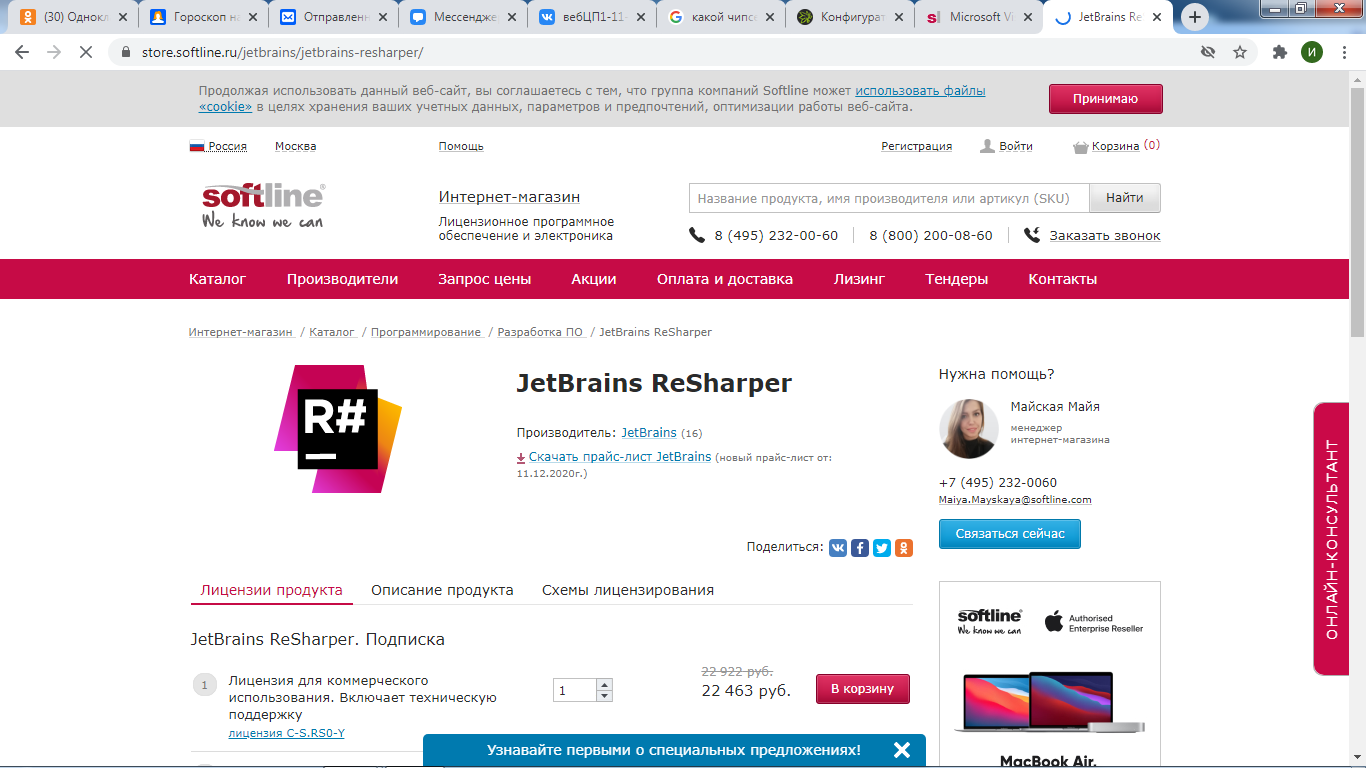 (30) Однокл
Гороскоп на
Отправленн
Мессендже
вебЦП1-11-
какой чипсе
Конфигурат
Microsoft Vi
JetBrains Re
store.softline.ru/jetbrains/jetbrains-resharper/
И
Продолжая использовать данный веб-сайт, вы соглашаетесь с тем, что группа компаний Softline может использовать файлы
«cookie» в целях хранения ваших учетных данных, параметров и предпочтений, оптимизации работы веб-сайта.
Принимаю
Россия
Москва
Помощь
Регистрация
Войти
Корзина (0)
softline®
We know we can
Интернет-магазин
Лицензионное программное
обеспечение и электроника
Название продукта, имя производителя или артикул (SKU)
Найти
8 (495) 232-00-60
8 (800) 200-08-60
Заказать звонок
Каталог
Производители
Запрос цены
Акции
Оплата и доставка
Лизинг
Тендеры
Контакты
Интернет-магазин / Каталог / Программирование / Разработка ПО / JetBrains ReSharper
R#
JetBrains ReSharper
Производитель: JetBrains (16)
Скачать прайс-лист JetBrains (новый прайс-лист от:
11.12.2020г.)
Нужна помощь?
Майская Майя
менеджер
интернет-магазина
+7 (495) 232-0060
Maiya.Mayskaya@softline.com
Связаться сейчас
ОНЛАЙН-КОНСУЛЬТАНТ
Поделиться:
Лицензии продукта
Описание продукта
Схемы лицензирования
JetBrains ReSharper. Подписка
1
Лицензия для коммерческого
использования. Включает техническую
поддержку
лицензия C-S.RS0-Y
1
22 922 руб.
22 463 руб.
В корзину
softline®
We know we can
Authorised
Enterprise Reseller
MacBook Air.
Узнавайте первыми о специальных предложениях!